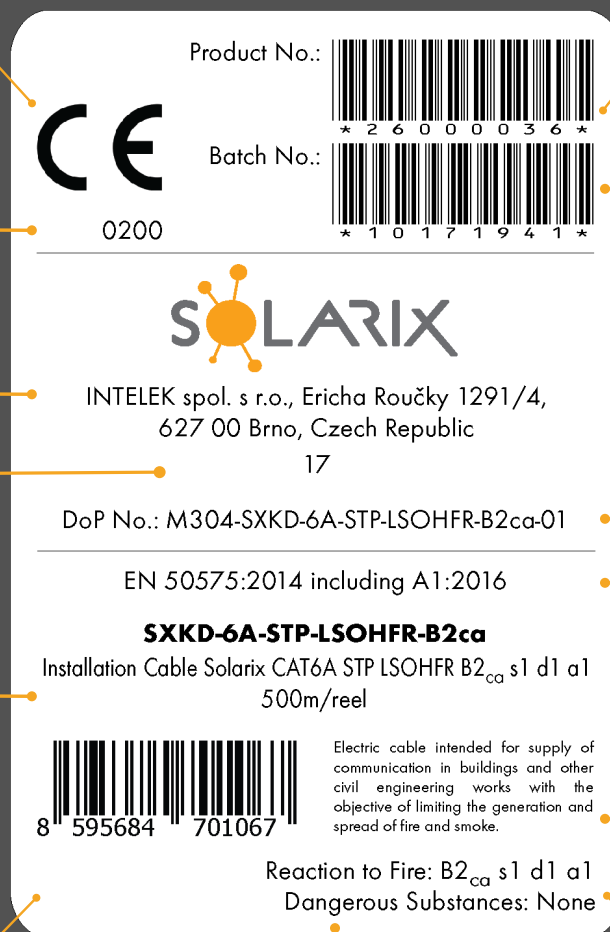 Product No.:
*26000036*
CE
Batch No.:
*10171941*
0200
SOLARIX
INTELEK spol. s r.o., Ericha Roučky 1291/4,
627 00 Brno, Czech Republic
17
DoP No.: M304-SXKD-6A-STP-LSOHFR-B2ca-01
EN 50575:2014 including A1:2016
SXKD-6A-STP-LSOHFR-B2ca
Installation Cable Solarix CAT6A STP LSOHFR B2ca s1 d1 a1
500m/reel
Electric cable intended for supply of
communication in buildings and other
civil engineering works with the
objective of limiting the generation and
spread of fire and smoke.
8 595684 701067
Reaction to Fire: B2ca s1 d1 a1
Dangerous Substances: None